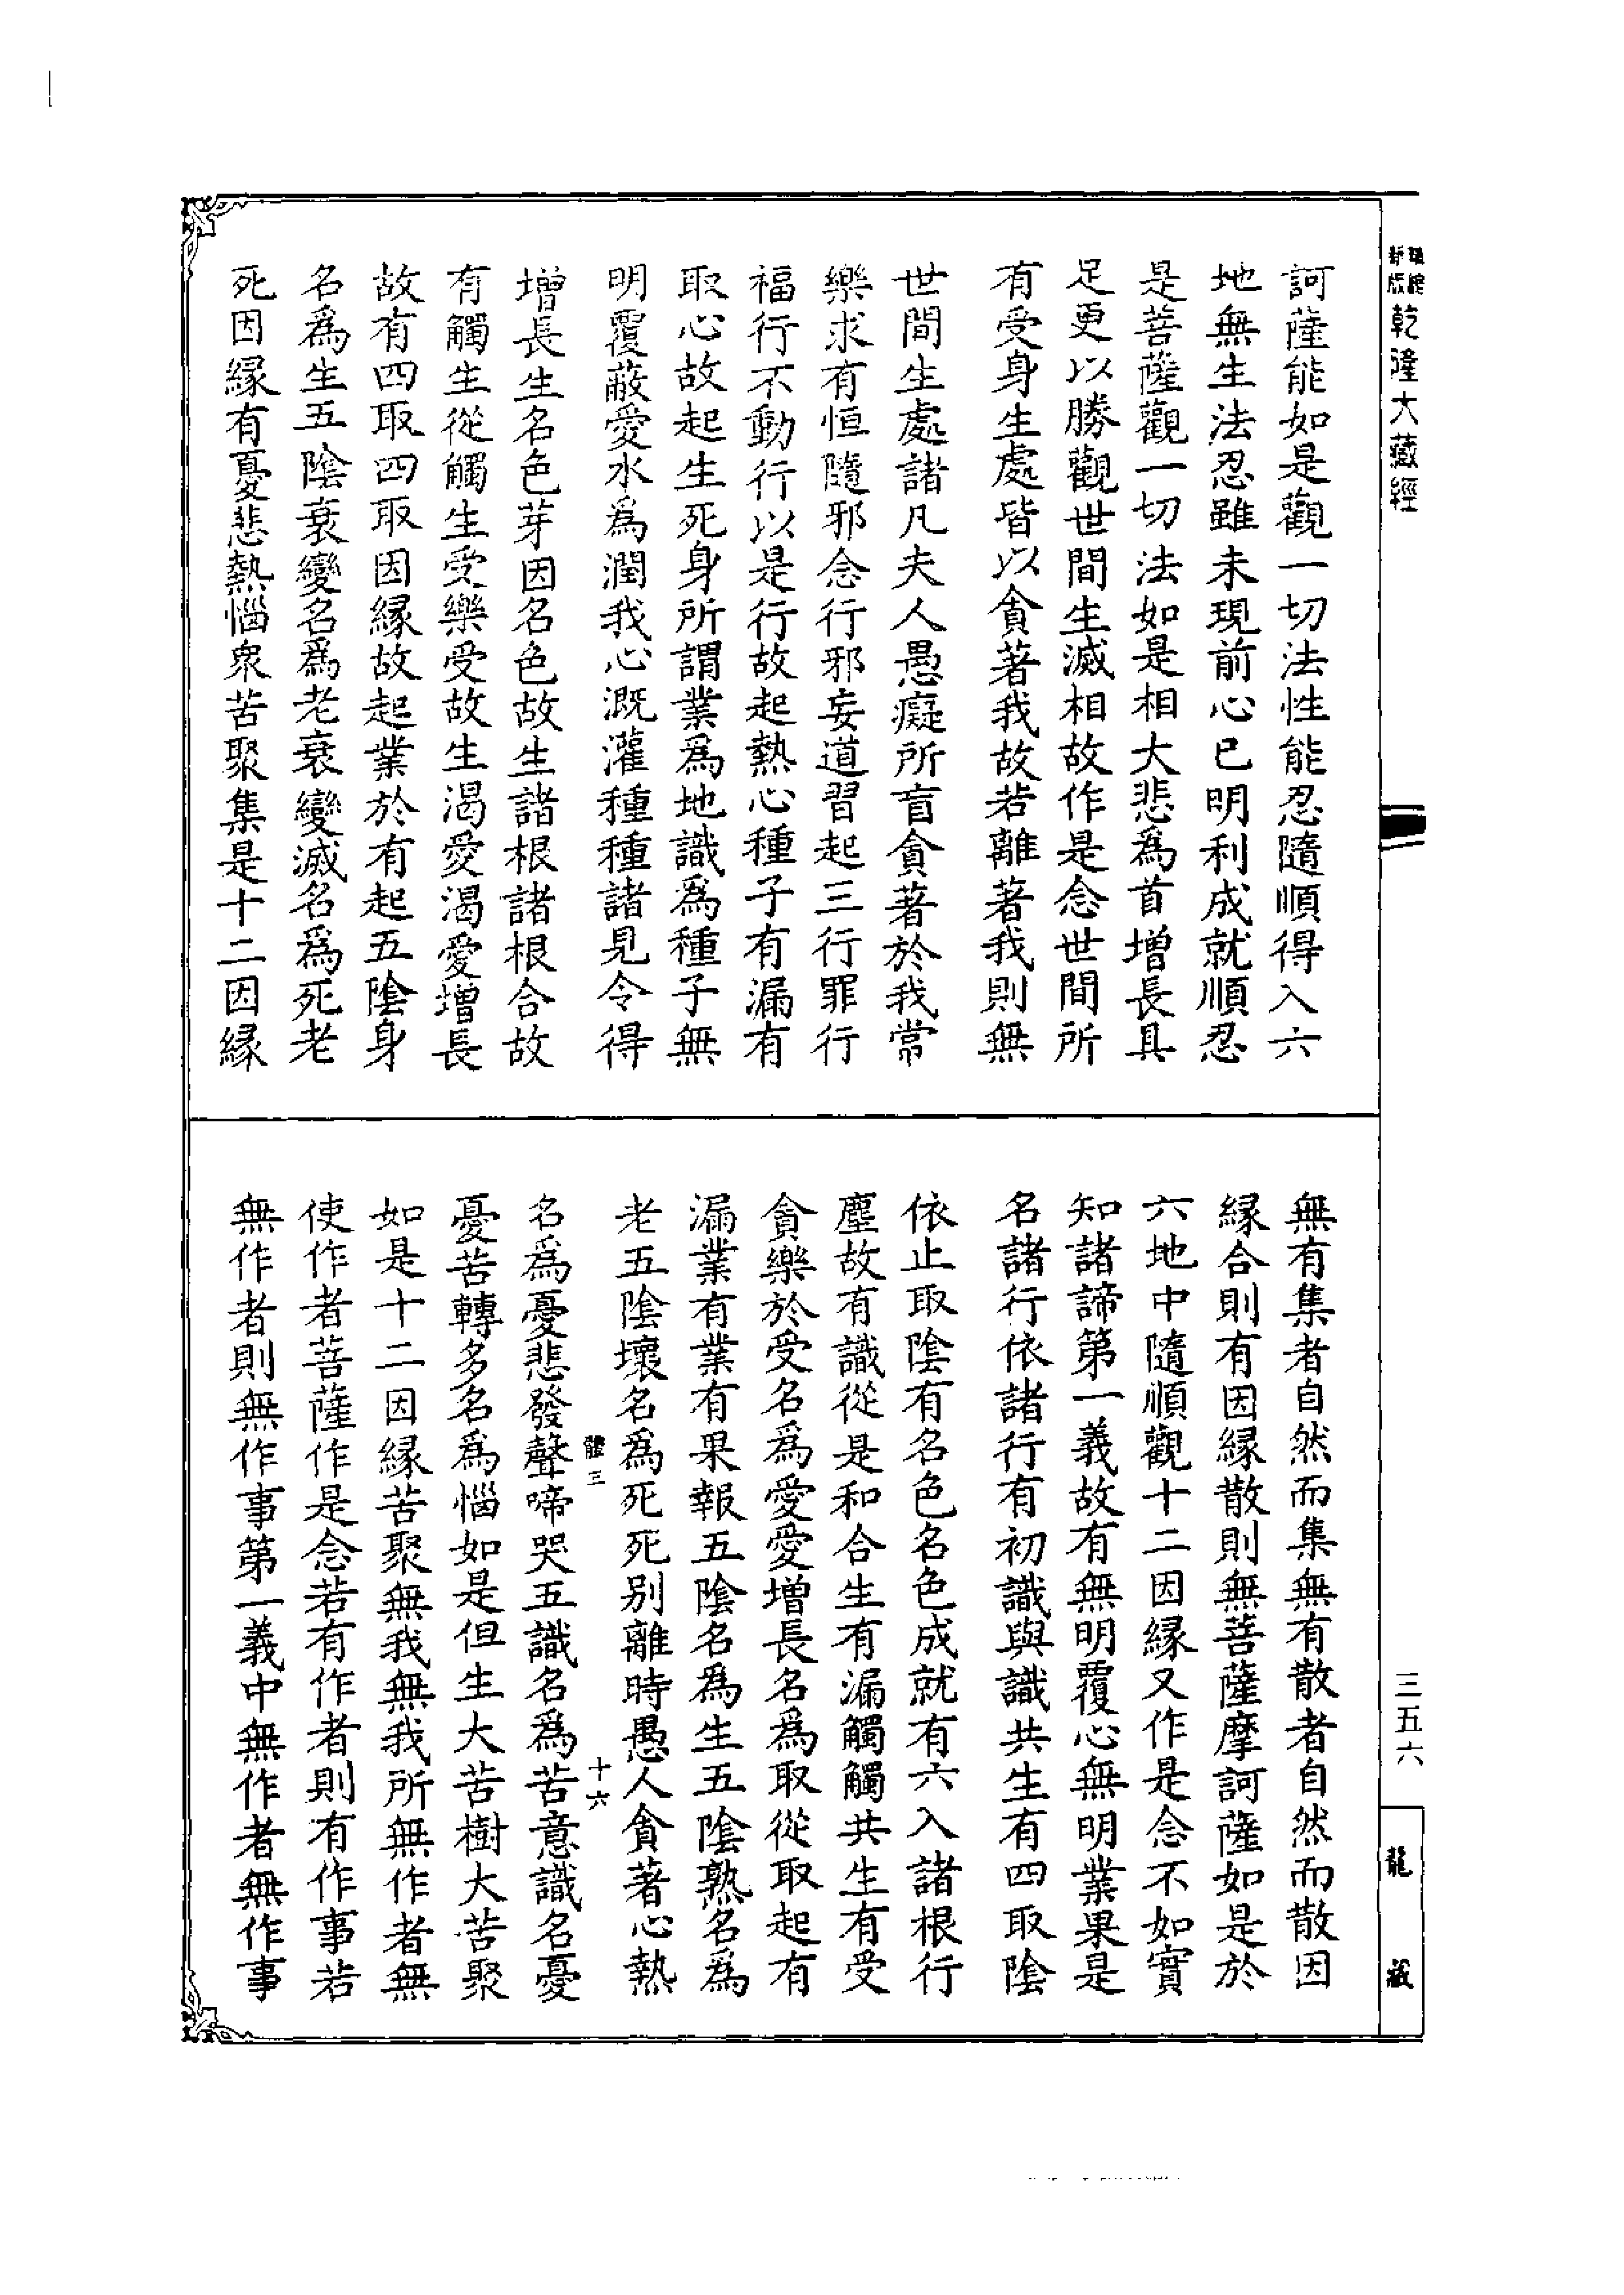 新版
乾隆大藏經
訶薩能如是觀一切法性能忍隨順得入六
地無生法忍雖未現前心已明利成就順忍
是菩薩觀一切法如是相大悲爲首增長具
足更以勝觀世間生滅相故作是念世間所
有受身生處皆以貪著我故若離著我則無
世間生處諸凡夫人愚癡所盲貪著於我常
樂求有恒隨邪念行邪妄道習起三行罪行
福行不動行以是行故起熱心種子有漏有
取心故起生死身所謂業爲地識爲種子無
明覆蔽愛水爲潤我心溉灌種種諸見令得
增長生名色芽因名色故生諸根諸根合故
有觸生從觸生受樂受故生渴愛渴愛增長
故有四取四取因緣故起業於有起五陰身
名爲生五陰衰變名爲老衰變滅名爲死老
死因緣有憂悲熱惱衆苦聚集是十二因緣
無有集者自然而集無有散者自然而散因
緣合則有因緣散則無菩薩摩訶薩如是於
六地中隨順觀十二因緣又作是念不如實
知諸諦第一義故有無明覆心無明業果是
名諸行依諸行有初識與識共生有四取陰
依止取陰有名色名色成就有六入諸根行
塵故有識從是和合生有漏觸觸共生有受
貪樂於受名爲愛愛增長名爲取從取起有
漏業有業有果報五陰名爲生五陰熟名爲
老五陰壞名爲死死別離時愚人貪著心熱
體三
十六
名爲憂悲發聲啼哭五識名爲苦意識名憂
憂苦轉多名爲惱如是但生大苦樹大苦聚
如是十二因緣苦聚無我無我所無作者無
使作者菩薩作是念若有作者則有作事若
無作者則無作事第一義中無作者無作事
三五六
龍藏